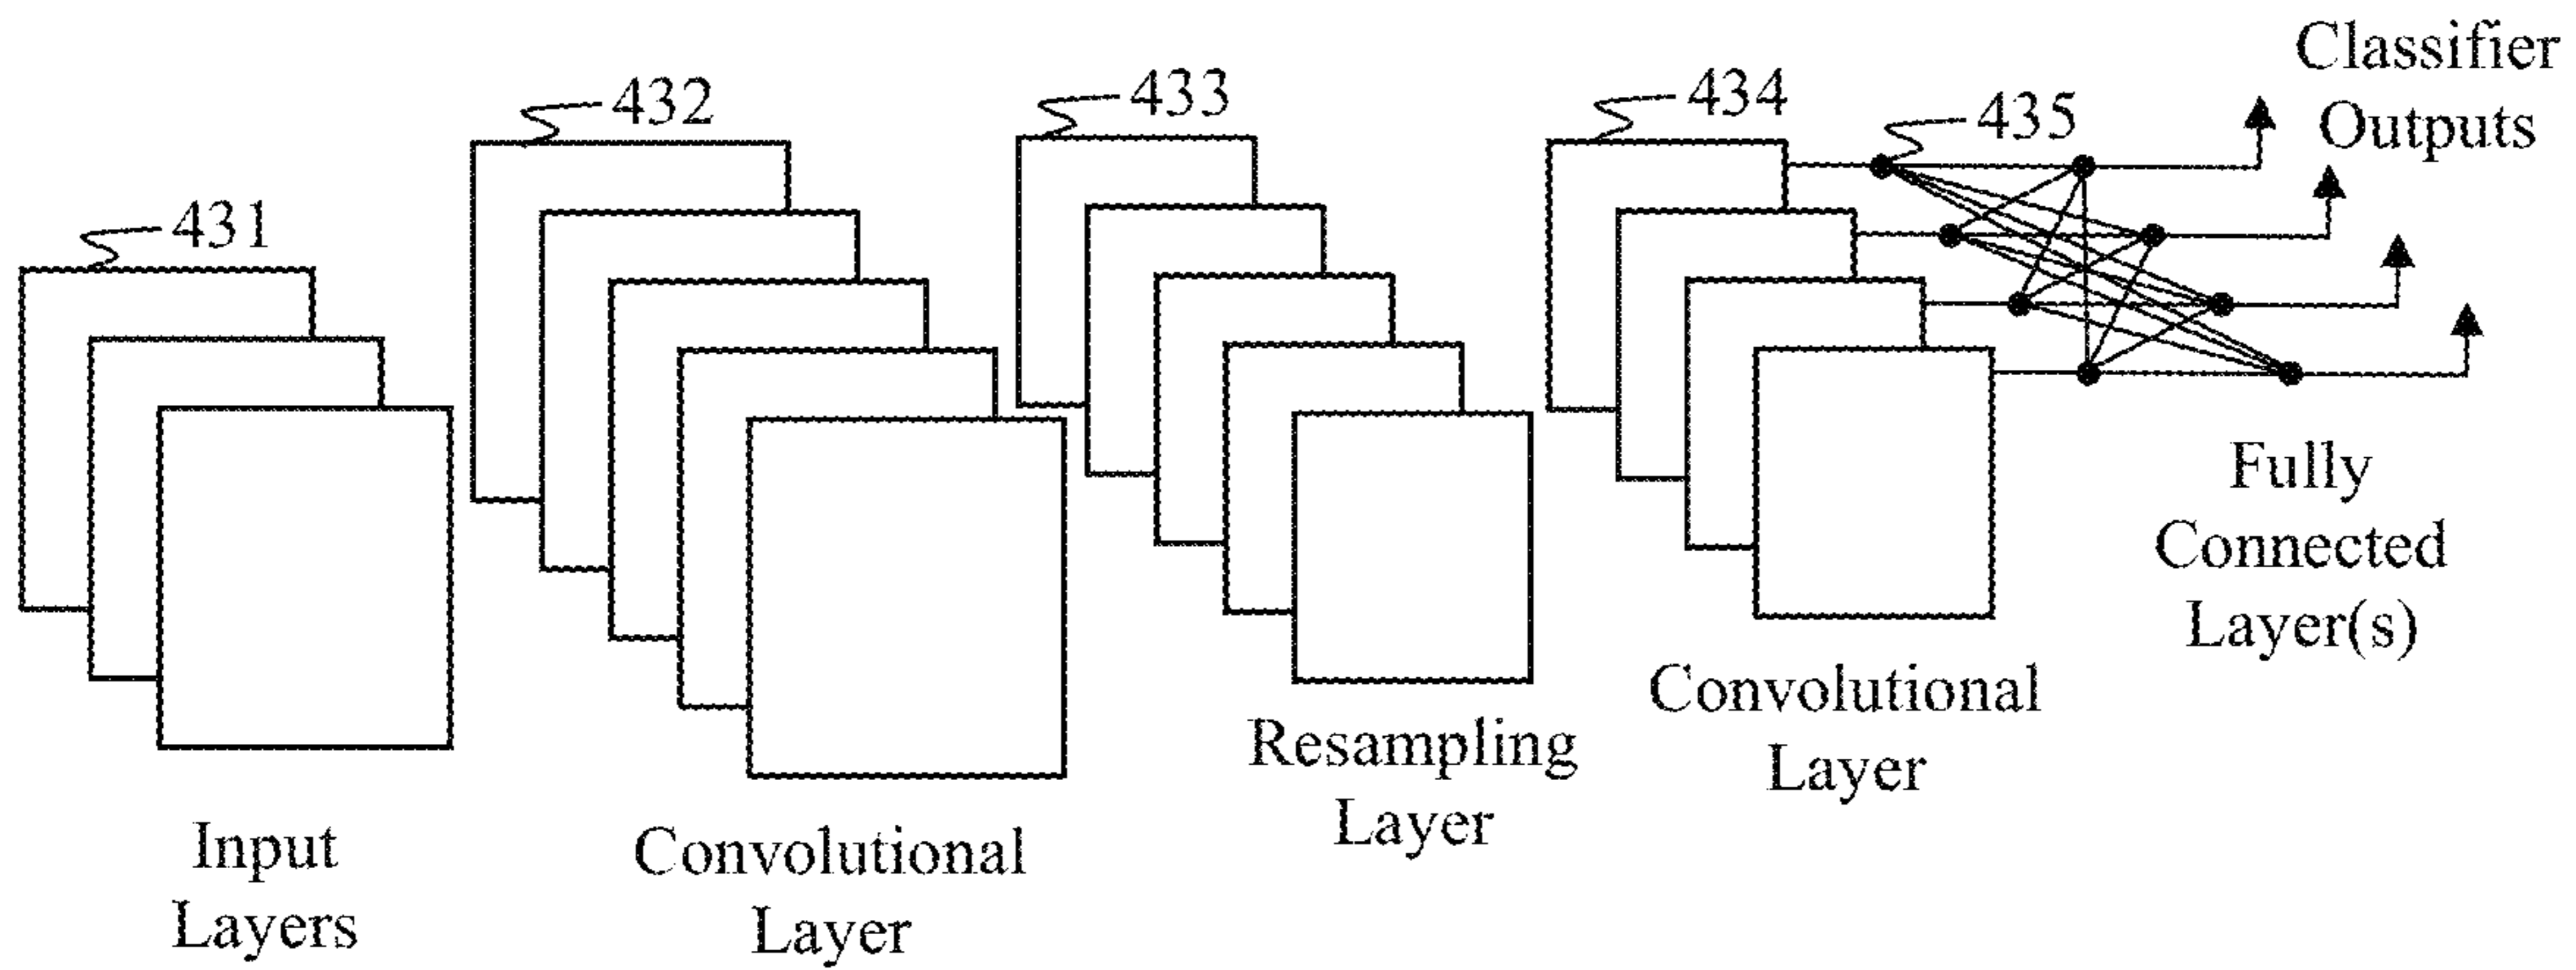 431
Input
Layers
432
Convolutional
Layer
433
Resampling
Layer
434
Convolutional
Layer
435
Classifier
Outputs
Fully
Connected
Layer(s)